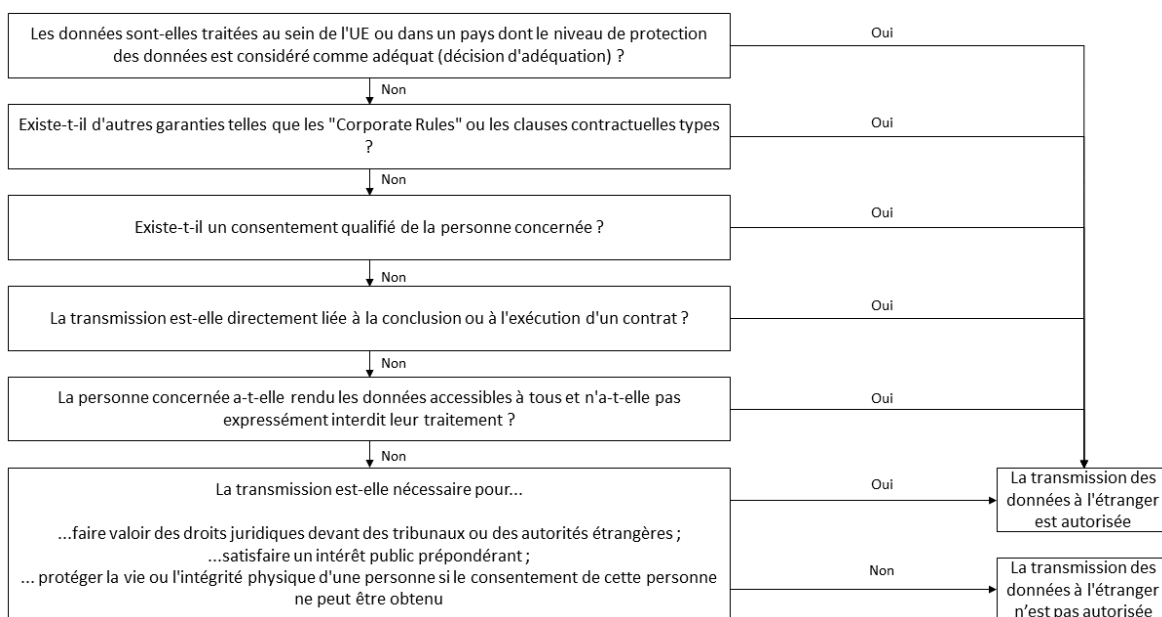 Les données sont-elles traitées au sein de l'UE ou dans un pays dont le niveau de protection
des données est considéré comme adéquat (décision d'adéquation) ?
Oui
Non
Existe-t-il d'autres garanties telles que les "Corporate Rules" ou les clauses contractuelles types
?
Oui
Non
Existe-t-il un consentement qualifié de la personne concernée ?
Oui
Non
La transmission est-elle directement liée à la conclusion ou à l'exécution d'un contrat ?
Oui
Non
La personne concernée a-t-elle rendu les données accessibles à tous et n'a-t-elle pas
expressément interdit leur traitement ?
Oui
Non
La transmission est-elle nécessaire pour...
...faire valoir des droits juridiques devant des tribunaux ou des autorités étrangères ;
...satisfaire un intérêt public prépondérant ;
... protéger la vie ou l'intégrité physique d'une personne si le consentement de cette personne
ne peut être obtenu
Oui
La transmission des
données à l'étranger
est autorisée
Non
La transmission des
données à l'étranger
n’est pas autorisée